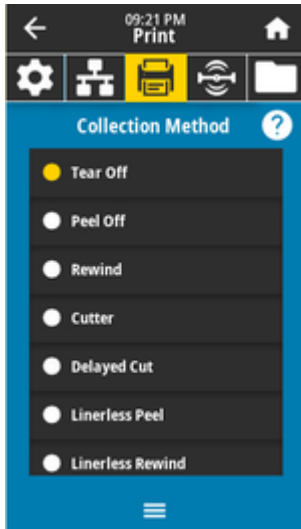 09:21 PM
Print
Collection Method
?
Tear Off
Peel Off
Rewind
Cutter
Delayed Cut
Linerless Peel
Linerless Rewind